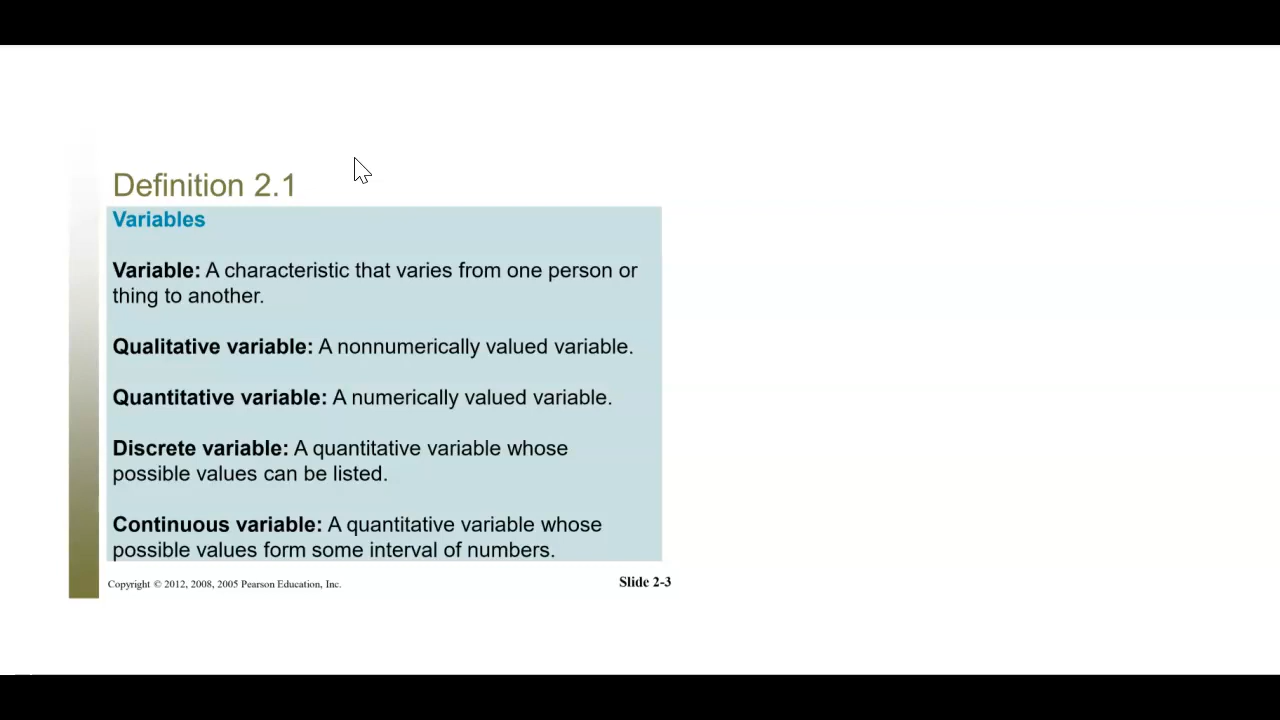 Definition 2.1
Variables
Variable: A characteristic that varies from one person or
thing to another.
Qualitative variable: A nonnumerically valued variable.
Quantitative variable: A numerically valued variable.
Discrete variable: A quantitative variable whose
possible values can be listed.
Continuous variable: A quantitative variable whose
possible values form some interval of numbers.
Copyright © 2012, 2008, 2005 Pearson Education, Inc.
Slide 2-3